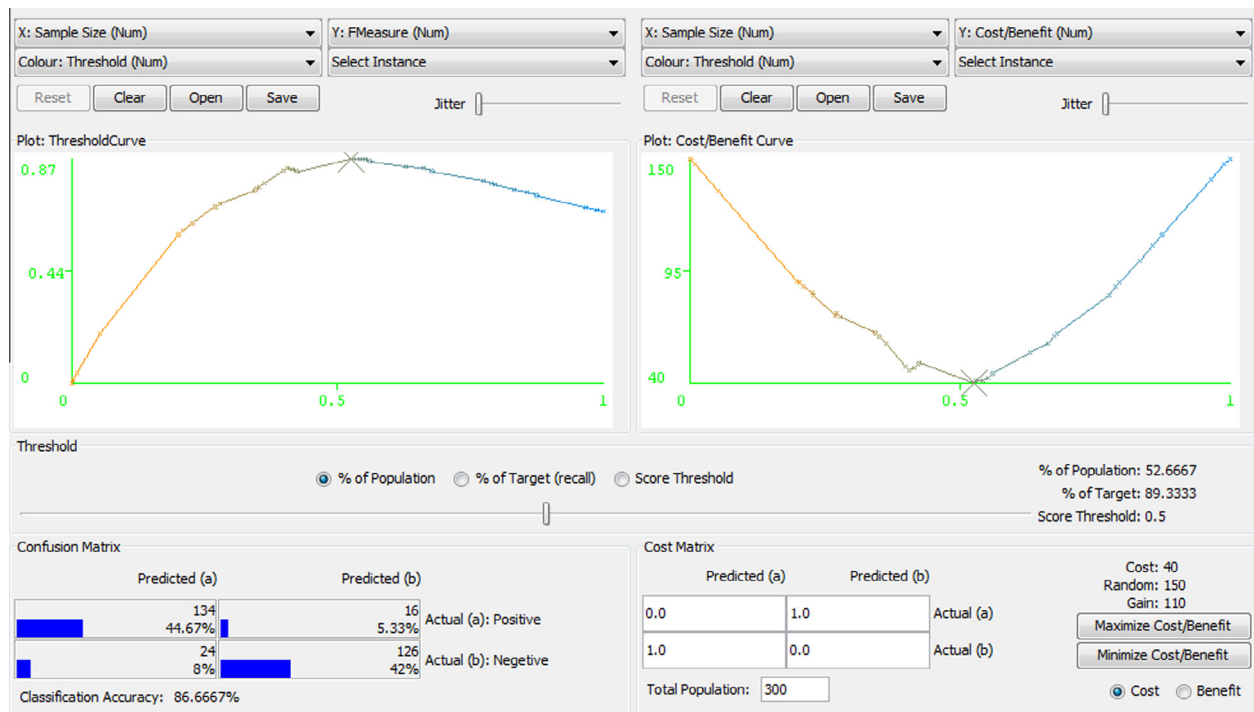 X: Sample Size (Num)
Y: FMeasure (Num)
Colour: Threshold (Num)
Select Instance
Reset
Clear
Open
Save
Jitter
Plot: ThresholdCurve
0.87
0.44
0
0
0.5
1
X: Sample Size (Num)
Y: Cost/Benefit (Num)
Colour: Threshold (Num)
Select Instance
Reset
Clear
Open
Save
Jitter
Plot: Cost/Benefit Curve
150
95
40
0
0.5
1
Threshold
% of Population
% of Target (recall)
Score Threshold
% of Population: 52.6667
% of Target: 89.3333
Score Threshold: 0.5
Confusion Matrix
Predicted (a)
Predicted (b)
134
44.67%
16
5.33%
Actual (a): Positive
24
8%
126
42%
Actual (b): Negetive
Classification Accuracy: 86.6667%
Cost Matrix
Predicted (a)
Predicted (b)
0.0
1.0
Actual (a)
1.0
0.0
Actual (b)
Total Population: 300
Cost: 40
Random: 150
Gain: 110
Maximize Cost/Benefit
Minimize Cost/Benefit
Cost
Benefit